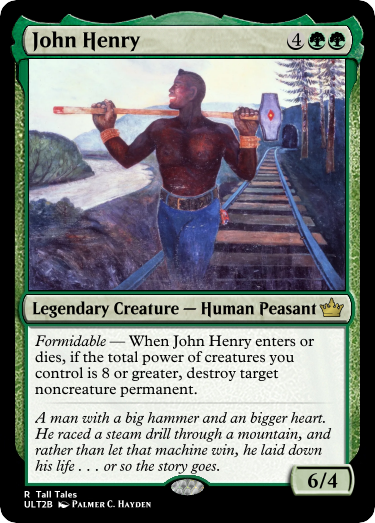 John Henry 4
Legendary Creature — Human Peasant
Formidable — When John Henry enters or
dies, if the total power of creatures you
control is 8 or greater, destroy target
noncreature permanent.
A man with a big hammer and an bigger heart.
He raced a steam drill through a mountain, and
rather than let that machine win, he laid down
his life . . . or so the story goes.
6/4
R Tall Tales
ULT2B Palmer C. Hayden